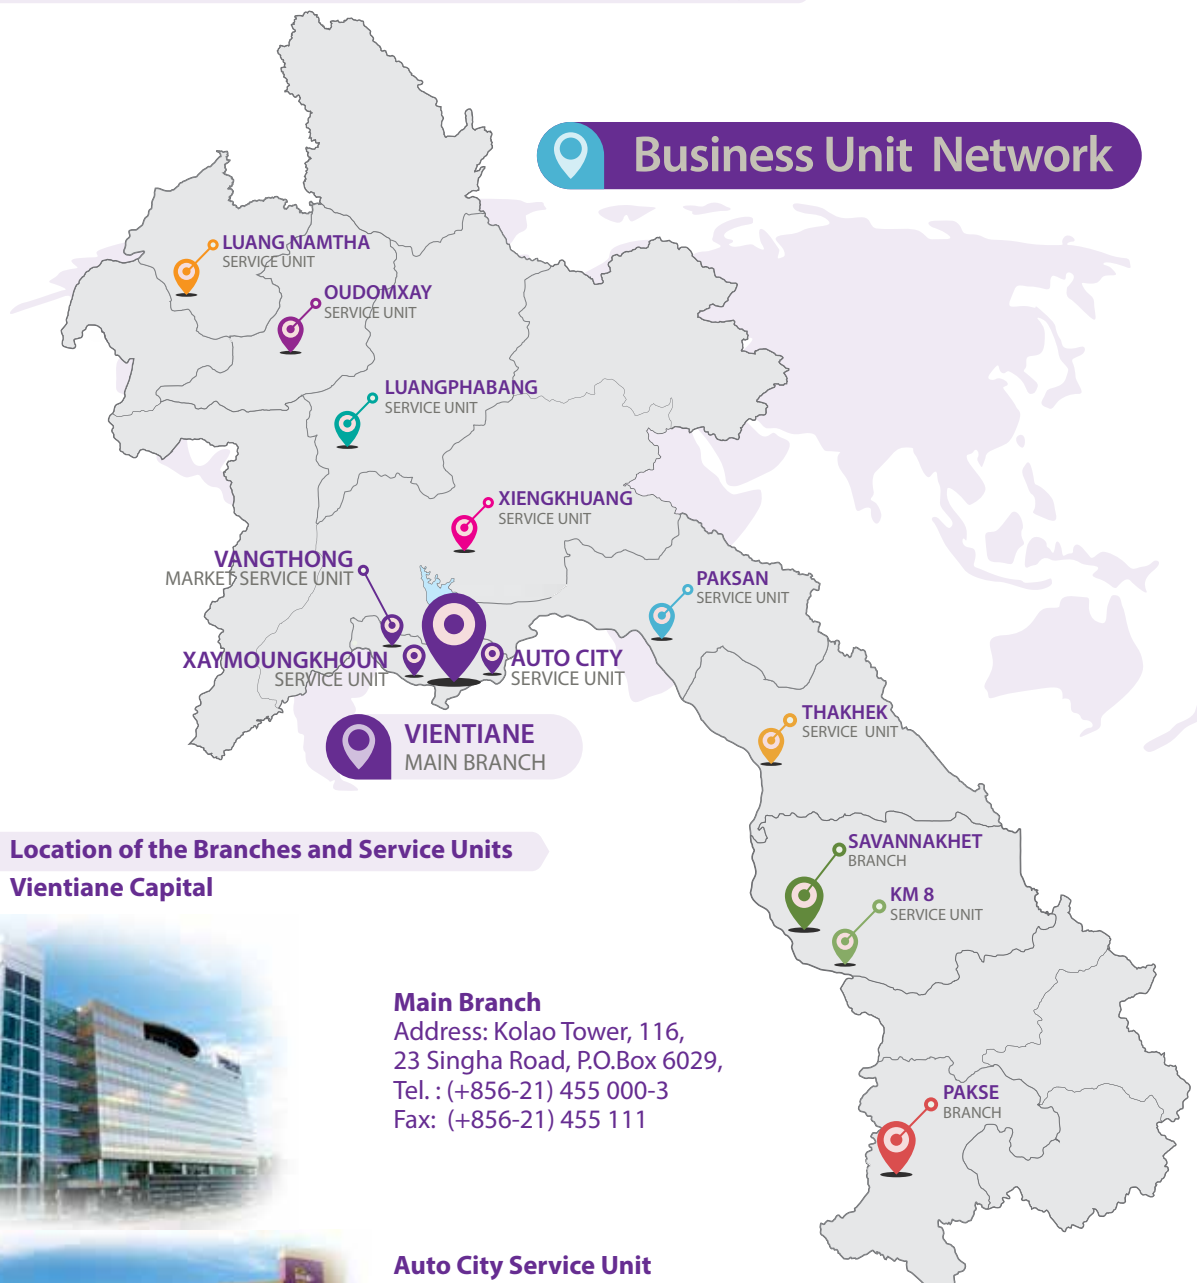 Business Unit Network
LUANG NAMTHA
SERVICE UNIT
OUDOMXAY
SERVICE UNIT
LUANGPHABANG
SERVICE UNIT
XIENGKHUANG
SERVICE UNIT
VANGTHONG
MARKET SERVICE UNIT
PAKSAN
SERVICE UNIT
XAYMOUNGKHOUN
SERVICE UNIT
AUTO CITY
SERVICE UNIT
THAKHEK
SERVICE UNIT
VIENTIANE
MAIN BRANCH
SAVANNAKHET
BRANCH
KM 8
SERVICE UNIT
PAKSE
BRANCH
Location of the Branches and Service Units
Vientiane Capital
Main Branch
Address: Kolao Tower, 116,
23 Singha Road, P.O.Box 6029,
Tel. : (+856-21) 455 000-3
Fax: (+856-21) 455 111
Auto City Service Unit